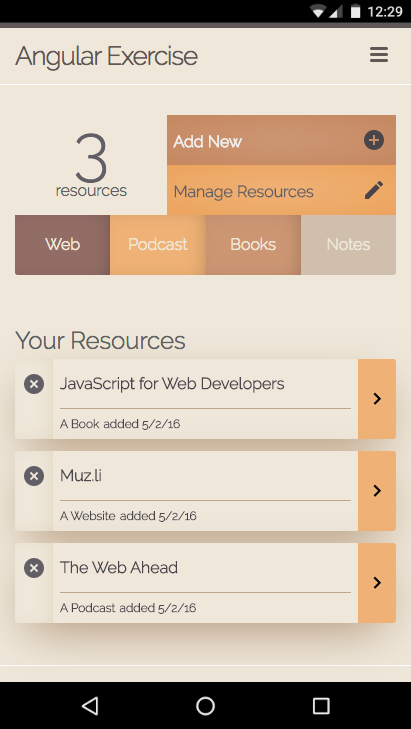 12:29
Angular Exercise
3
resources
Add New
Manage Resources
Web Podcast Books Notes
Your Resources
JavaScript for Web Developers
A Book added 5/2/16
Muz.li
A Website added 5/2/16
The Web Ahead
A Podcast added 5/2/16